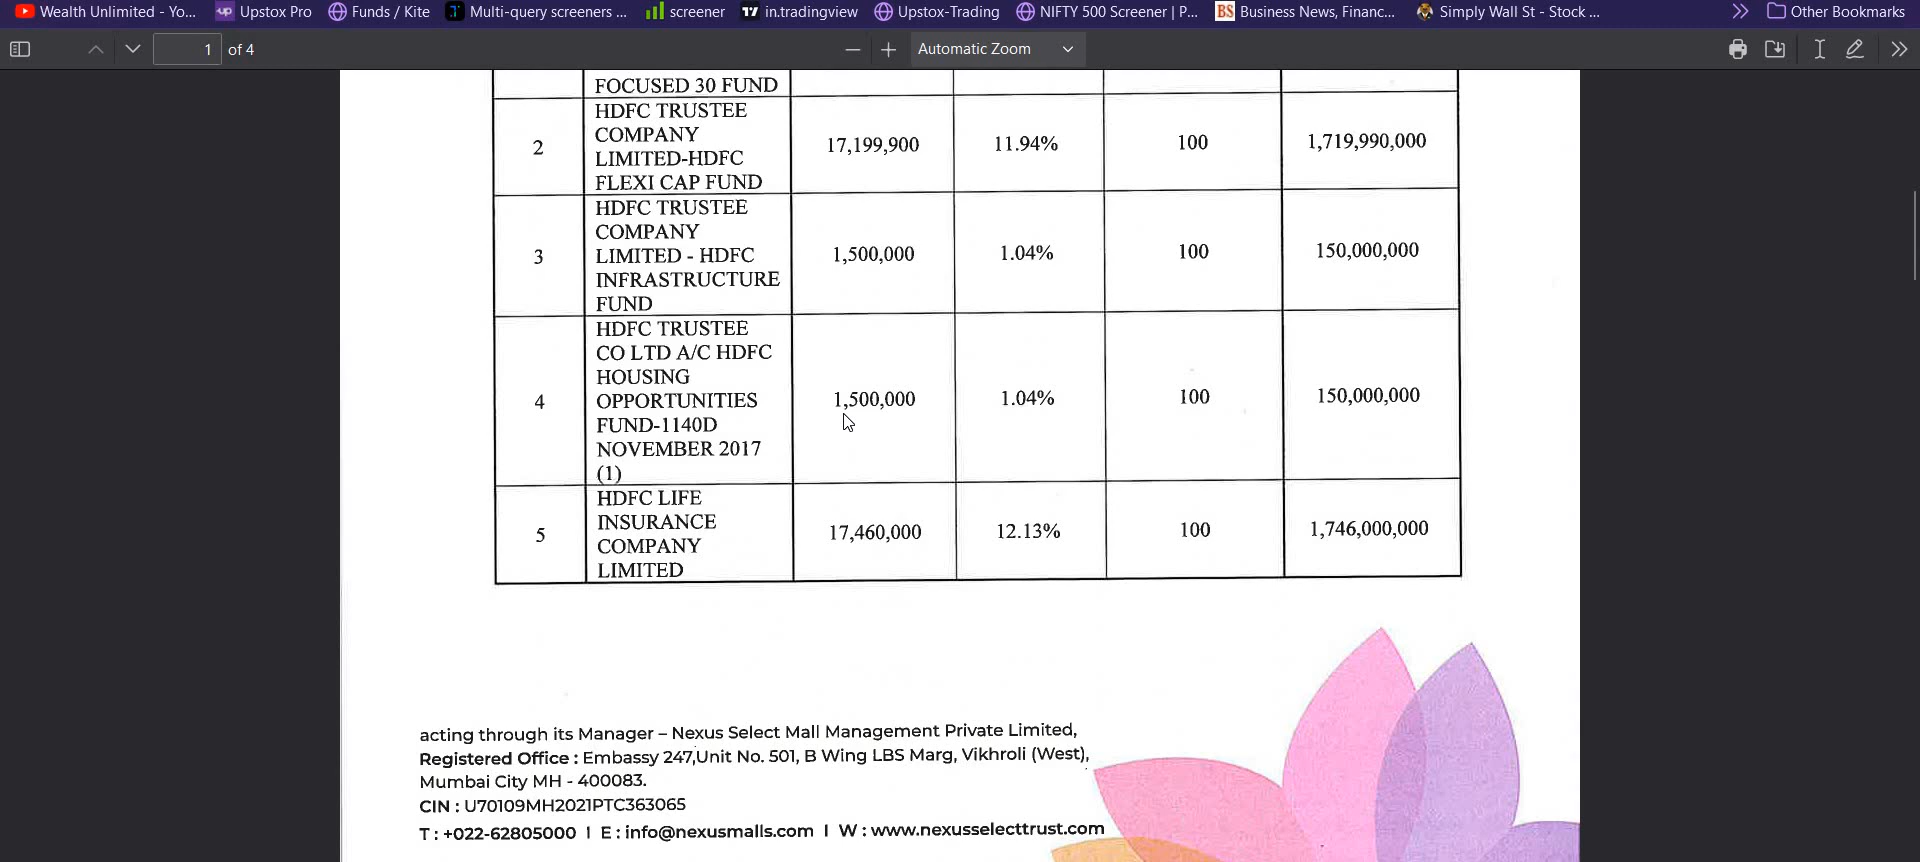 Wealth Unlimited - Yo... Upstox Pro Funds / Kite Multi-query screeners ... screener in.tradingview Upstox-Trading NIFTY 500 Screener | P... BS Business News, Financ... Simply Wall St - Stock ... Other Bookmarks
1 of 4 Automatic Zoom
FOCUSED 30 FUND
2
HDFC TRUSTEE
COMPANY
LIMITED-HDFC
FLEXI CAP FUND
17,199,900
11.94%
100
1,719,990,000
3
HDFC TRUSTEE
COMPANY
LIMITED - HDFC
INFRASTRUCTURE
FUND
1,500,000
1.04%
100
150,000,000
4
HDFC TRUSTEE
CO LTD A/C HDFC
HOUSING
OPPORTUNITIES
FUND-1140D
NOVEMBER 2017
(1)
1,500,000
1.04%
100
150,000,000
5
HDFC LIFE
INSURANCE
COMPANY
LIMITED
17,460,000
12.13%
100
1,746,000,000
acting through its Manager – Nexus Select Mall Management Private Limited,
Registered Office : Embassy 247,Unit No. 501, B Wing LBS Marg, Vikhroli (West),
Mumbai City MH - 400083.
CIN : U70109MH2021PTC363065
T : +022-62805000 I E : info@nexusmalls.com I W : www.nexusselecttrust.com